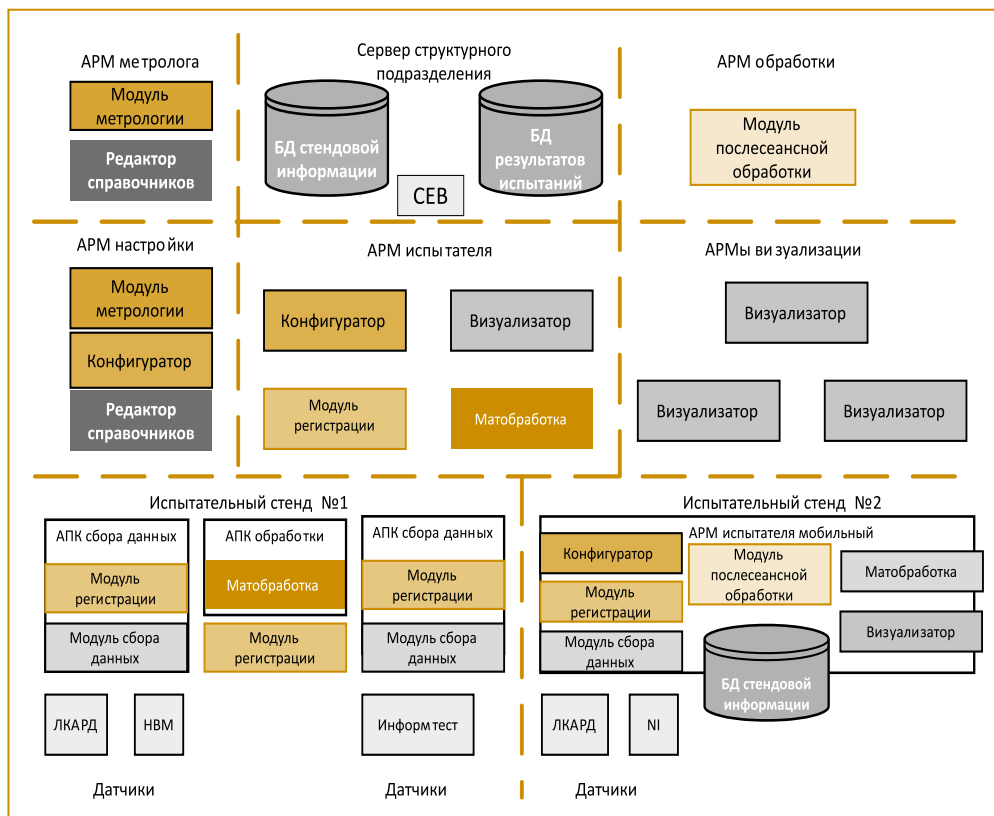 АРМ метролога
Модуль
метрологии
Редактор
справочников
Сервер структурного
подразделения
БД стендовой
информации
БД
результатов
испытаний
СЕВ
АРМ обработки
Модуль
послесеансной
обработки
АРМ настройки
Модуль
метрологии
Конфигуратор
Редактор
справочников
АРМ испытателя
Конфигуратор
Визуализатор
Модуль
регистрации
Матобработка
АРМы визуализации
Визуализатор
Визуализатор
Визуализатор
Испытательный стенд №1
АПК сбора данных
Модуль
регистрации
Модуль сбора
данных
АПК обработки
Матобработка
Модуль
регистрации
АПК сбора данных
Модуль
регистрации
Модуль сбора
данных
ЛКАРД
НВМ
Информтест
Датчики
Датчики
Испытательный стенд №2
АРМ испытателя мобильный
Конфигуратор
Модуль
регистрации
Модуль сбора
данных
Модуль
послесеансной
обработки
Матобработка
Визуализатор
БД стендовой
информации
ЛКАРД
NI
Датчики